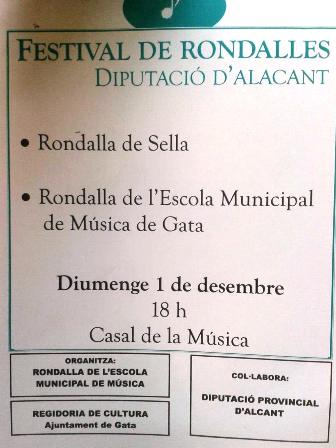 FESTIVAL DE RONDALLES
DIPUTACIÓ D'ALACANT
• Rondalla de Sella
• Rondalla de l'Escola Municipal
de Música de Gata
Diumenge 1 de desembre
18 h
Casal de la Música
ORGANITZA:
RONDALLA DE L'ESCOLA
MUNICIPAL DE MÚSICA
REGIDORIA DE CULTURA
Ajuntament de Gata
COL·LABORA:
DIPUTACIÓ PROVINCIAL
D'ALCANT